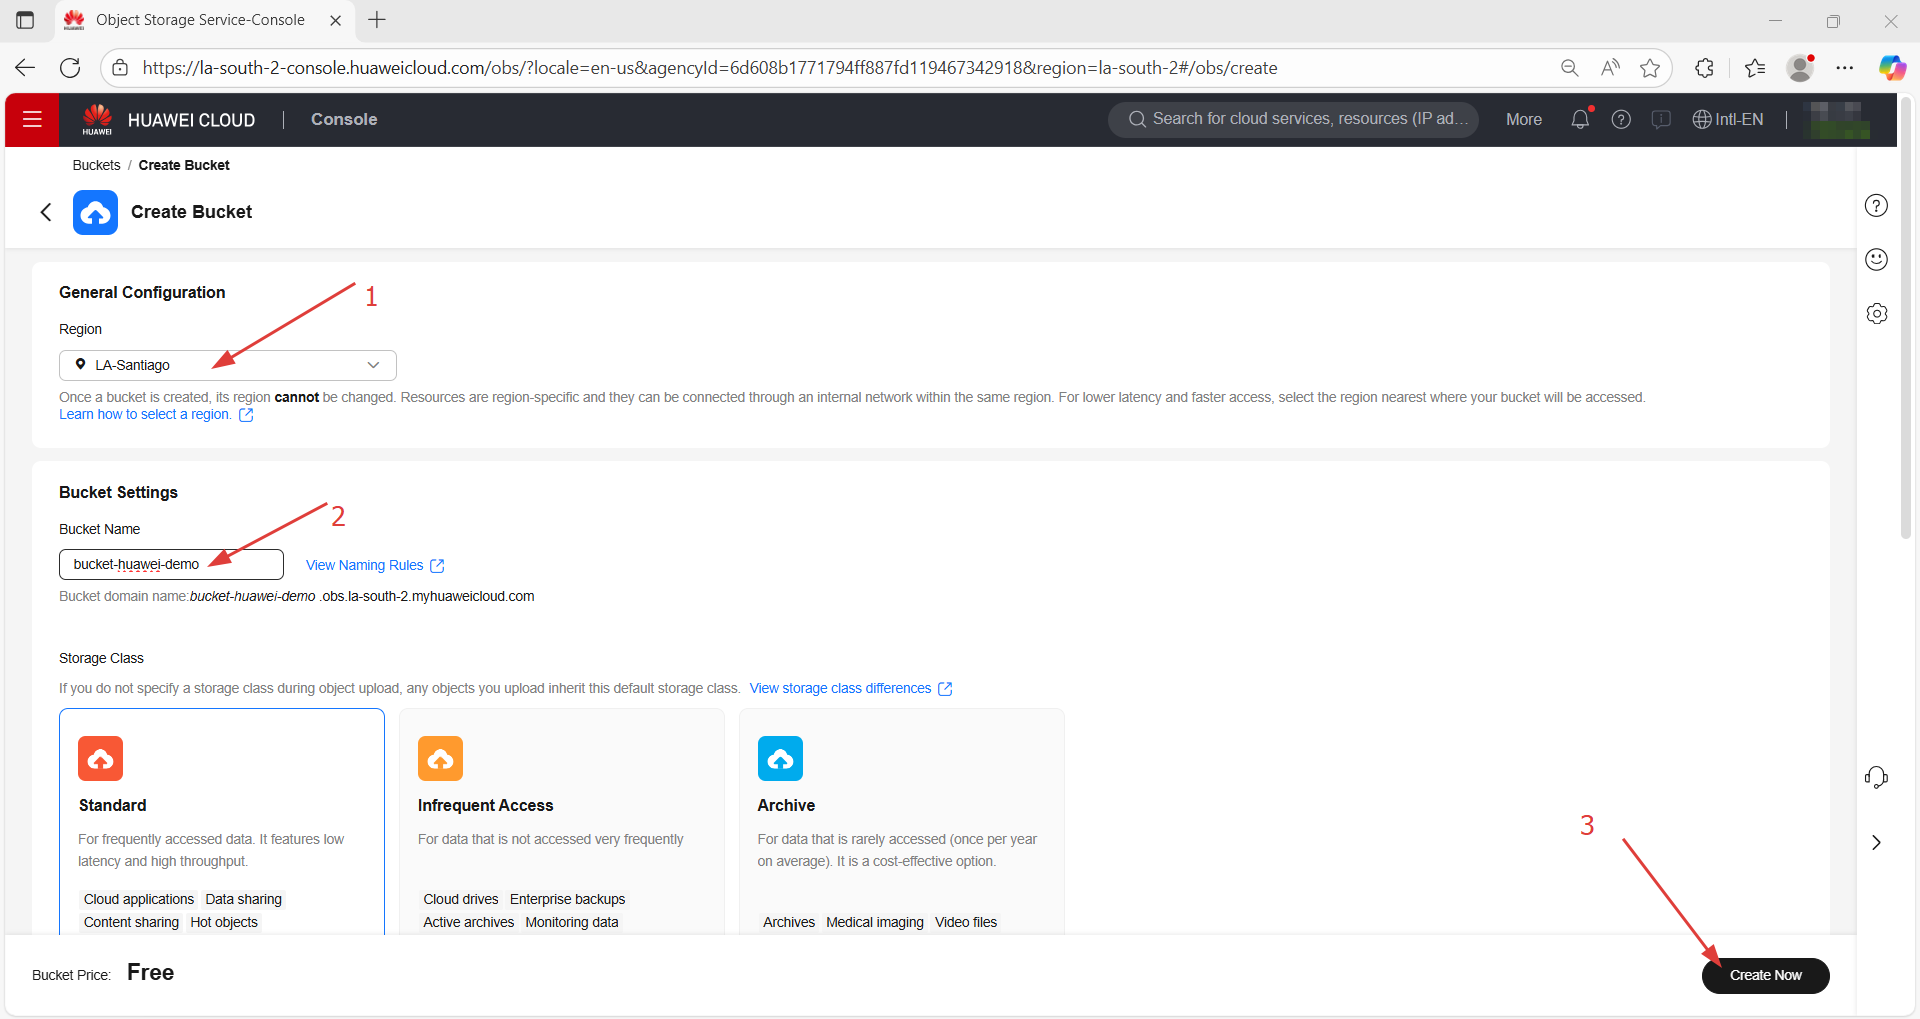 Object Storage Service-Console
https://la-south-2-console.huaweicloud.com/obs/?locale=en-us&agencyId=6d608b1771794ff887fd119467342918&region=la-south-2#/obs/create
HUAWEI
HUAWEI CLOUD | Console
Search for cloud services, resources (IP ad...
More
Intl-EN
Buckets / Create Bucket
Create Bucket
General Configuration
1
Region
LA-Santiago
Once a bucket is created, its region cannot be changed. Resources are region-specific and they can be connected through an internal network within the same region. For lower latency and faster access, select the region nearest where your bucket will be accessed.
Learn how to select a region.
Bucket Settings
2
Bucket Name
bucket-huawei-demo
View Naming Rules
Bucket domain name:bucket-huawei-demo .obs.la-south-2.myhuaweicloud.com
Storage Class
If you do not specify a storage class during object upload, any objects you upload inherit this default storage class. View storage class differences
Standard
For frequently accessed data. It features low
latency and high throughput.
Cloud applications Data sharing
Content sharing Hot objects
Infrequent Access
For data that is not accessed very frequently
Cloud drives Enterprise backups
Active archives Monitoring data
Archive
For data that is rarely accessed (once per year
on average). It is a cost-effective option.
Archives Medical imaging Video files
3
Bucket Price: Free
Create Now